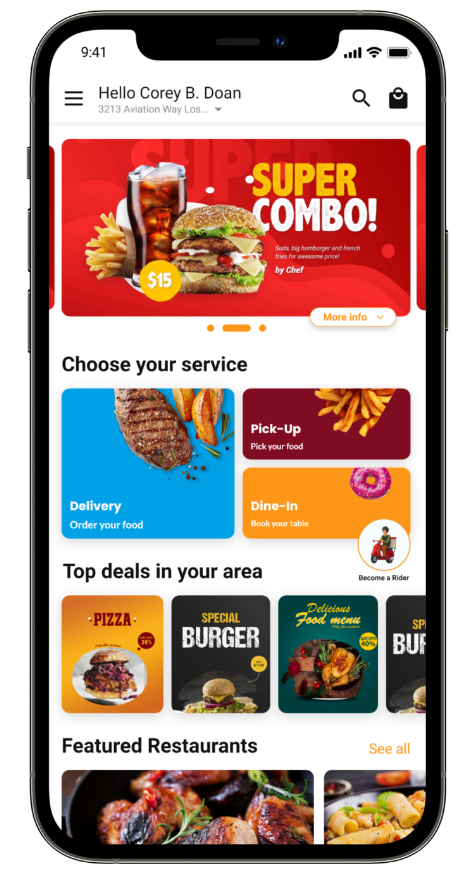 9:41
Hello Corey B. Doan
3213 Aviation Way Los...
SUPER
SUPER
COMBO!
Soda, big humburger and french
fries for awesome price!
by Chef
$15
More info
Choose your service
Delivery
Order your food
Pick-Up
Pick your food
Dine-In
Book your table
Become a Rider
Top deals in your area
PIZZA
30%
SPECIAL
BURGER
Delicious
Food menu
40%
SP
BUR
Featured Restaurants
See all